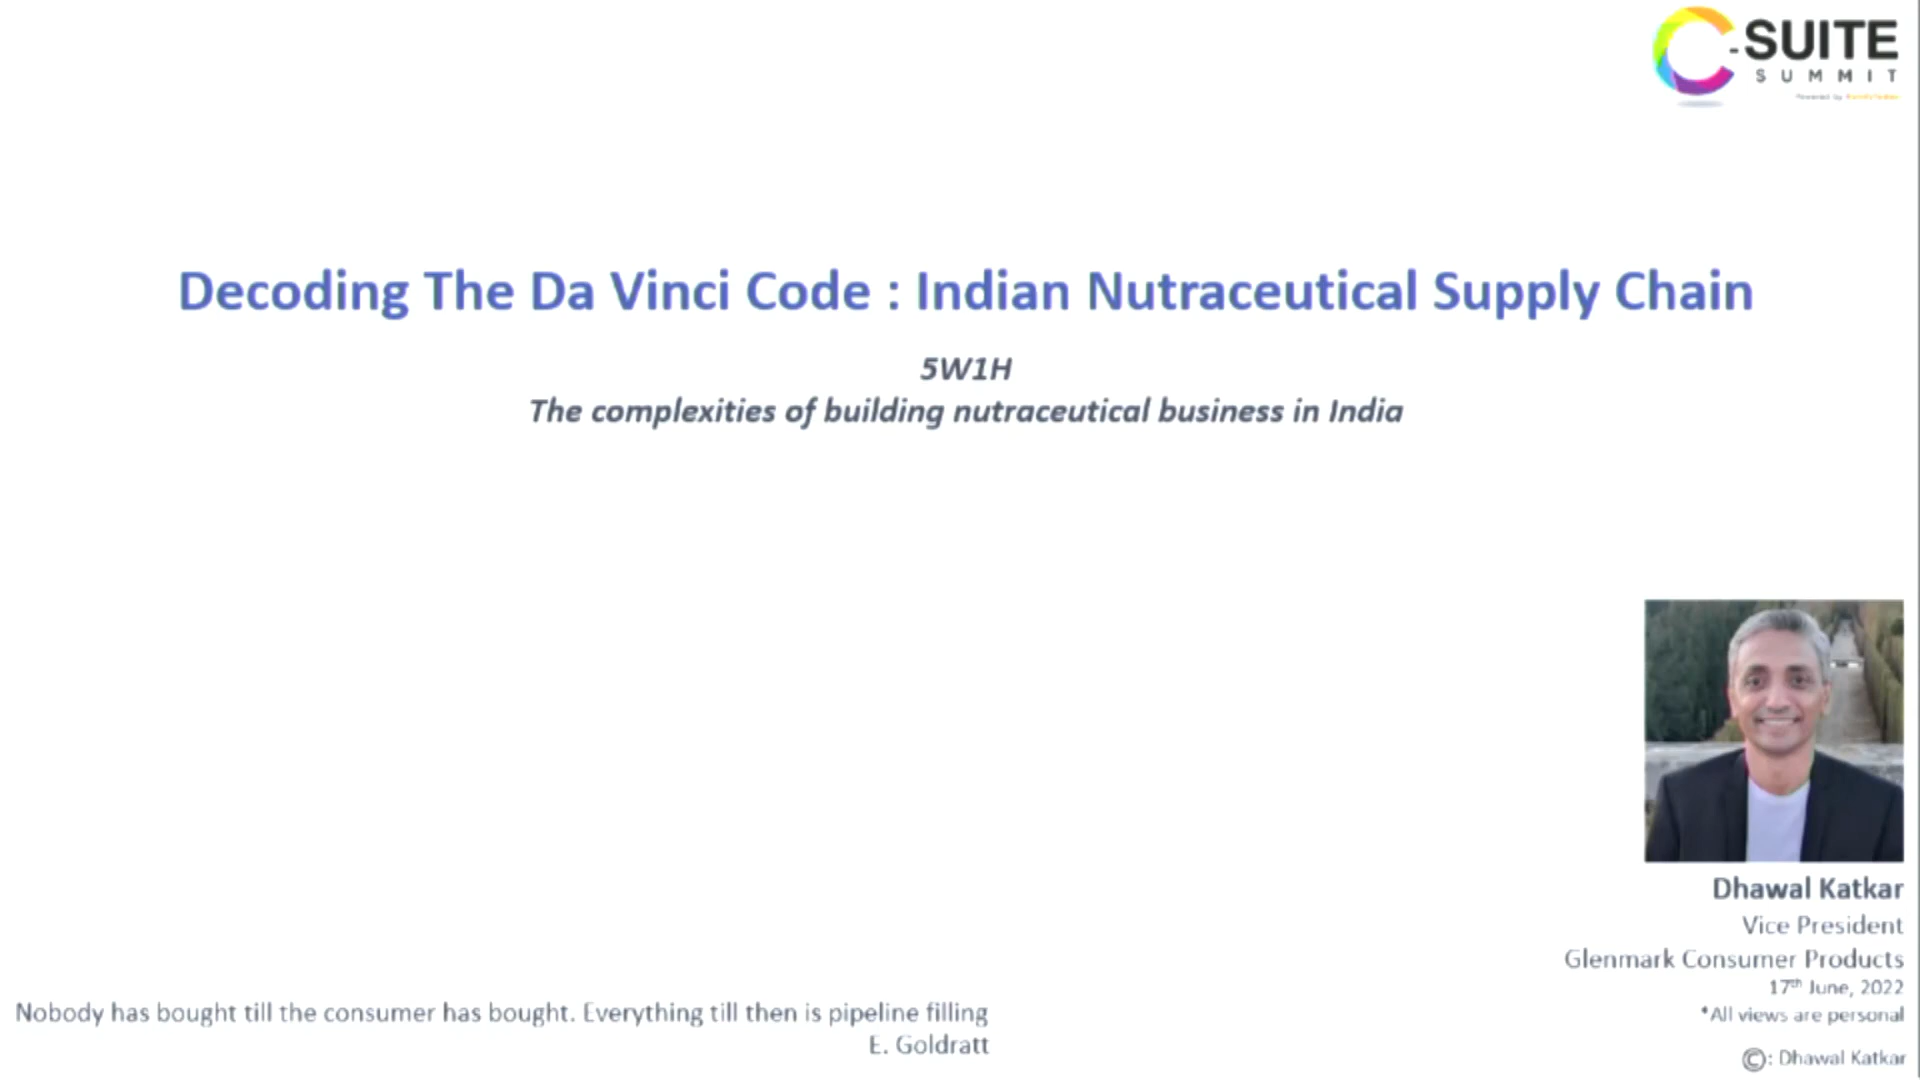 C-SUITE
SUMMIT
Powered by
Decoding The Da Vinci Code : Indian Nutraceutical Supply Chain
5W1H
The complexities of building nutraceutical business in India
Dhawal Katkar
Vice President
Glenmark Consumer Products
17th June, 2022
*All views are personal
Nobody has bought till the consumer has bought. Everything till then is pipeline filling
E. Goldratt
©: Dhawal Katkar